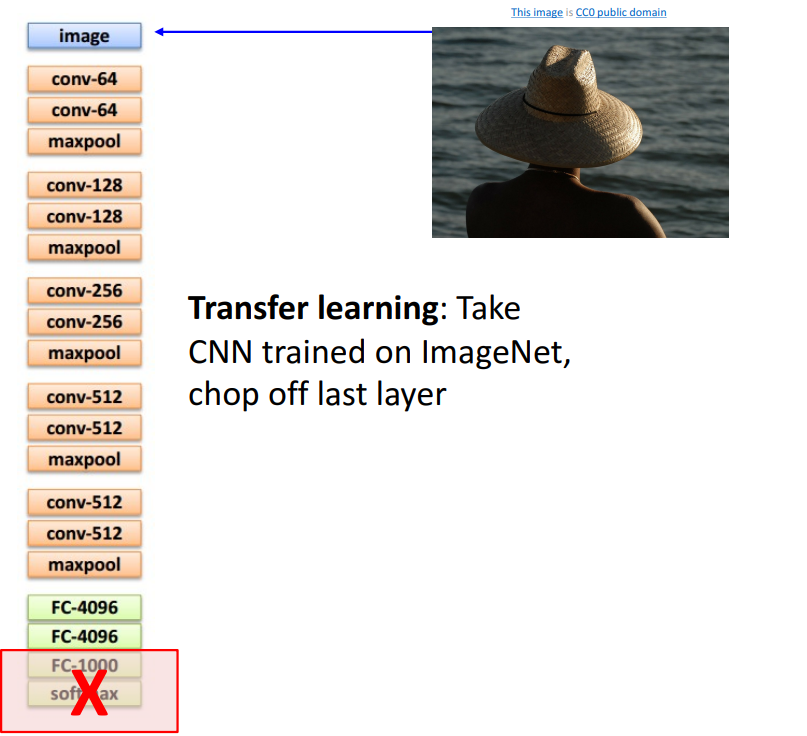 This image is CC0 public domain
image
conv-64
conv-64
maxpool
conv-128
conv-128
maxpool
conv-256
conv-256
maxpool
Transfer learning: Take
CNN trained on ImageNet,
chop off last layer
conv-512
conv-512
maxpool
conv-512
conv-512
maxpool
FC-4096
FC-4096
FC-1000
softmax
X